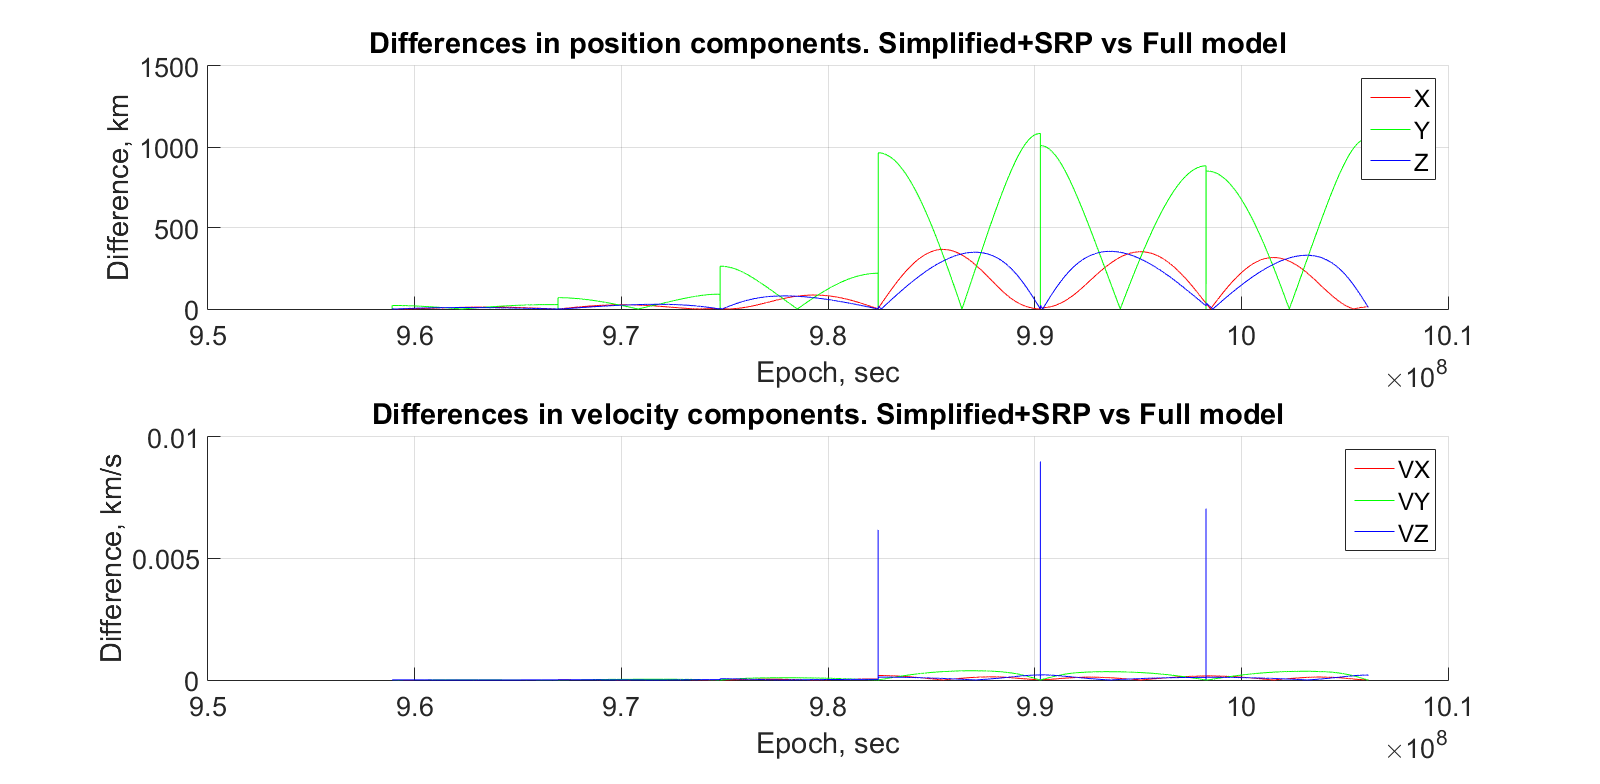 Differences in position components. Simplified+SRP vs Full model
1500
1000
500
0
Difference, km
X
Y
Z
9.5 9.6 9.7 9.8 9.9 10 10.1
Epoch, sec
×10^8
Differences in velocity components. Simplified+SRP vs Full model
0.01
0.005
0
Difference, km/s
VX
VY
VZ
9.5 9.6 9.7 9.8 9.9 10 10.1
Epoch, sec
×10^8